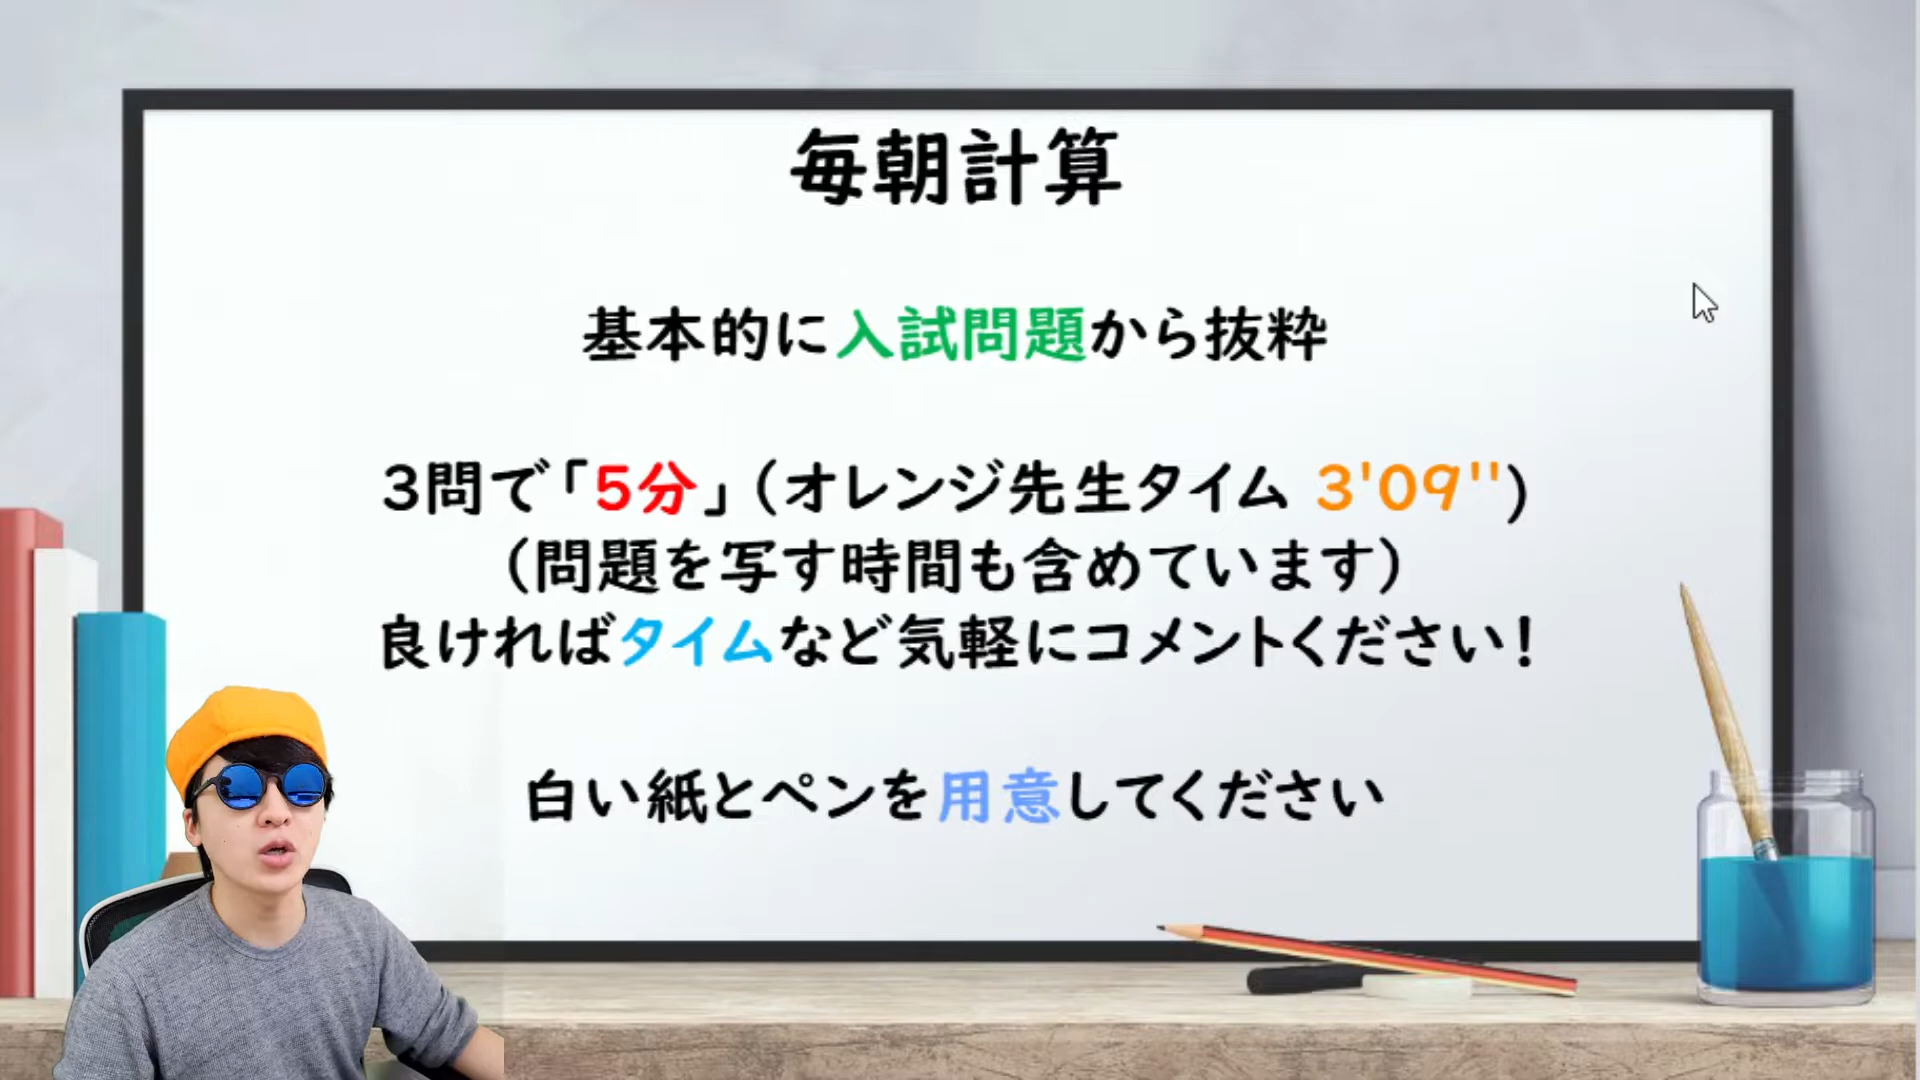 毎朝計算
基本的に入試問題から抜粋
3問で「5分」（オレンジ先生タイム 3'09'')
（問題を写す時間も含めています）
良ければタイムなど気軽にコメントください！
白い紙とペンを用意してください